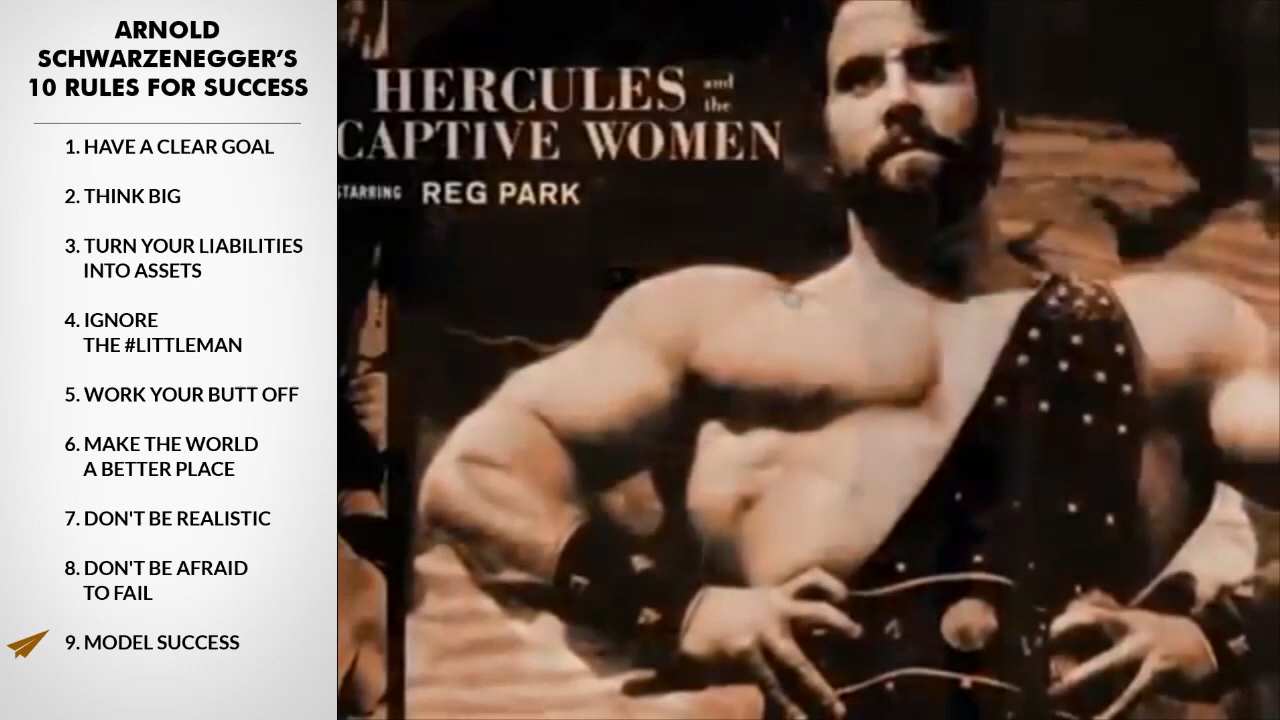 ARNOLD
SCHWARZENEGGER'S
10 RULES FOR SUCCESS
1. HAVE A CLEAR GOAL
2. THINK BIG
3. TURN YOUR LIABILITIES
INTO ASSETS
4. IGNORE
THE #LITTLEMAN
5. WORK YOUR BUTT OFF
6. MAKE THE WORLD
A BETTER PLACE
7. DON'T BE REALISTIC
8. DON'T BE AFRAID
TO FAIL
9. MODEL SUCCESS
HERCULES and
the
CAPTIVE WOMEN
STARRING REG PARK